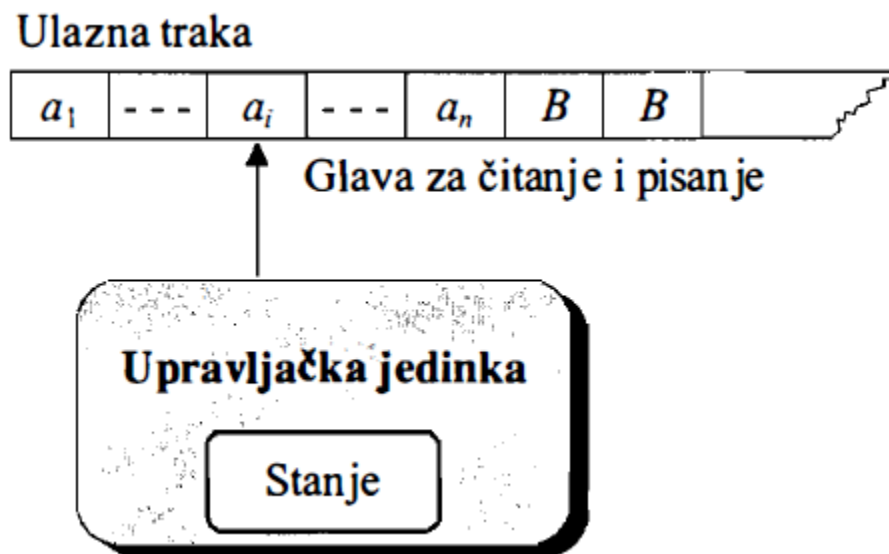 Ulazna traka
a₁ - - - aᵢ - - - aₙ B B
Glava za čitanje i pisanje
Upravljačka jedinka
Stanje